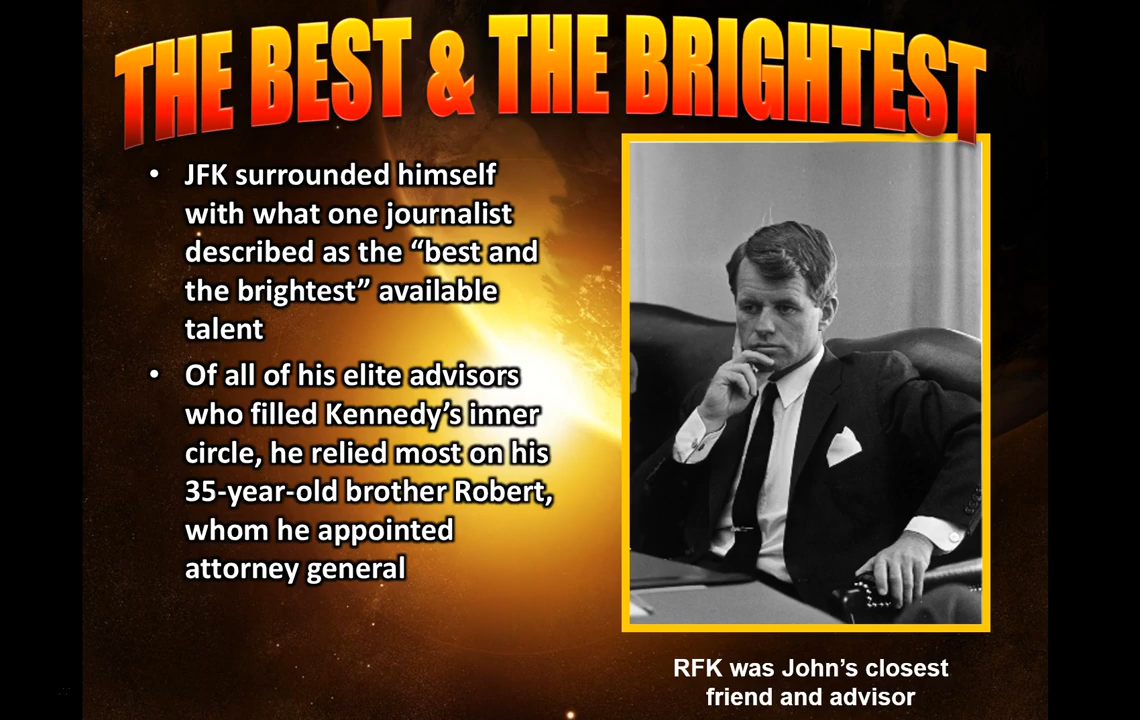 THE BEST & THE BRIGHTEST
• JFK surrounded himself
with what one journalist
described as the “best and
the brightest” available
talent
• Of all of his elite advisors
who filled Kennedy’s inner
circle, he relied most on his
35-year-old brother Robert,
whom he appointed
attorney general
RFK was John’s closest
friend and advisor